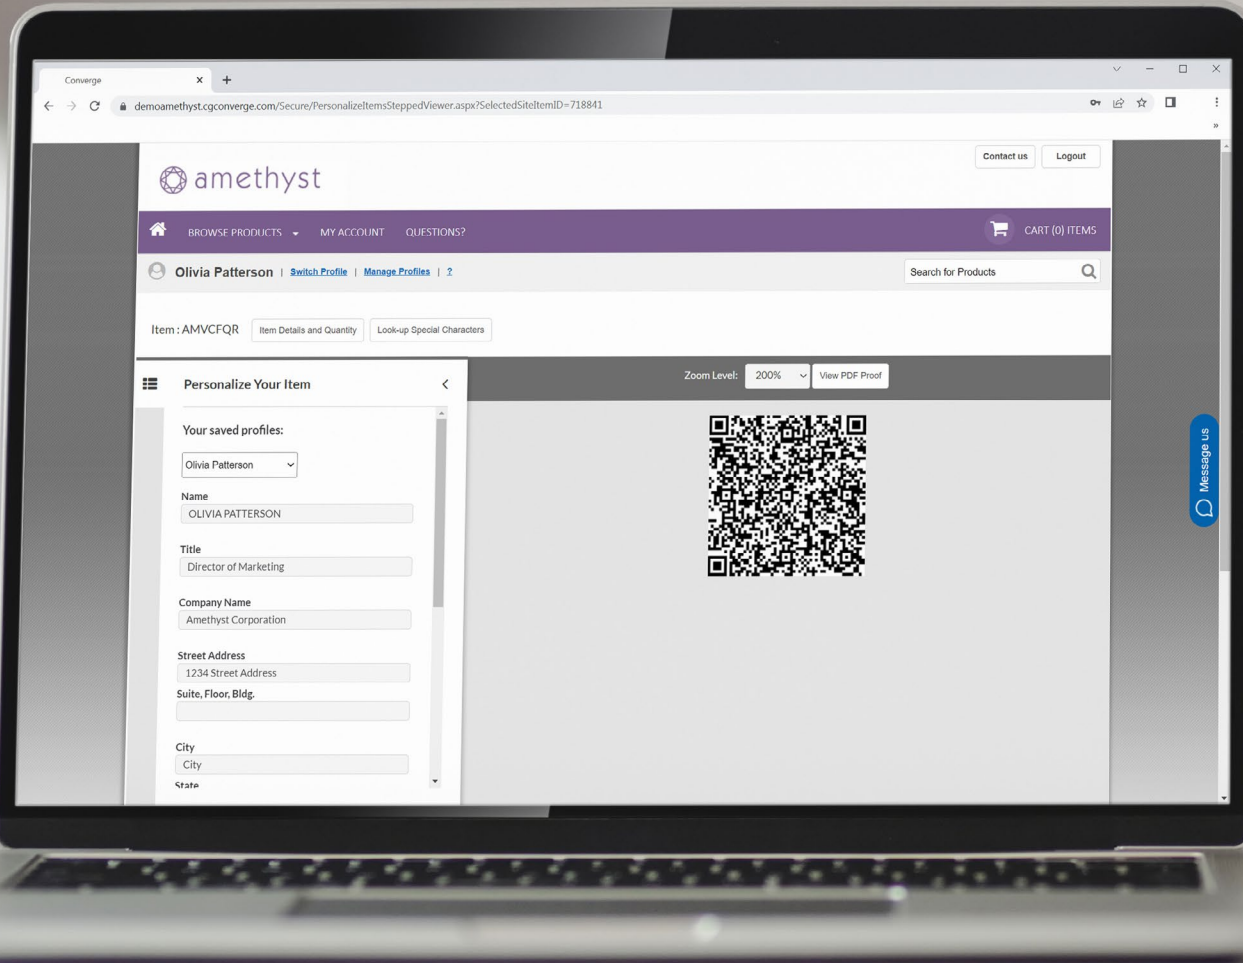 Converge
demoamethyst.cgconverge.com/Secure/PersonalizeItemsSteppedViewer.aspx?SelectedSiteItemID=718841
Contact us Logout
amethyst
BROWSE PRODUCTS MY ACCOUNT QUESTIONS? CART (0) ITEMS
Olivia Patterson | Switch Profile | Manage Profiles | ? Search for Products
Item : AMVCFQR Item Details and Quantity Look-up Special Characters
Personalize Your Item Zoom Level: 200% View PDF Proof
Your saved profiles:
Olivia Patterson
Name
OLIVIA PATTERSON
Title
Director of Marketing
Company Name
Amethyst Corporation
Street Address
1234 Street Address
Suite, Floor, Bldg.
City
City
State
Message us